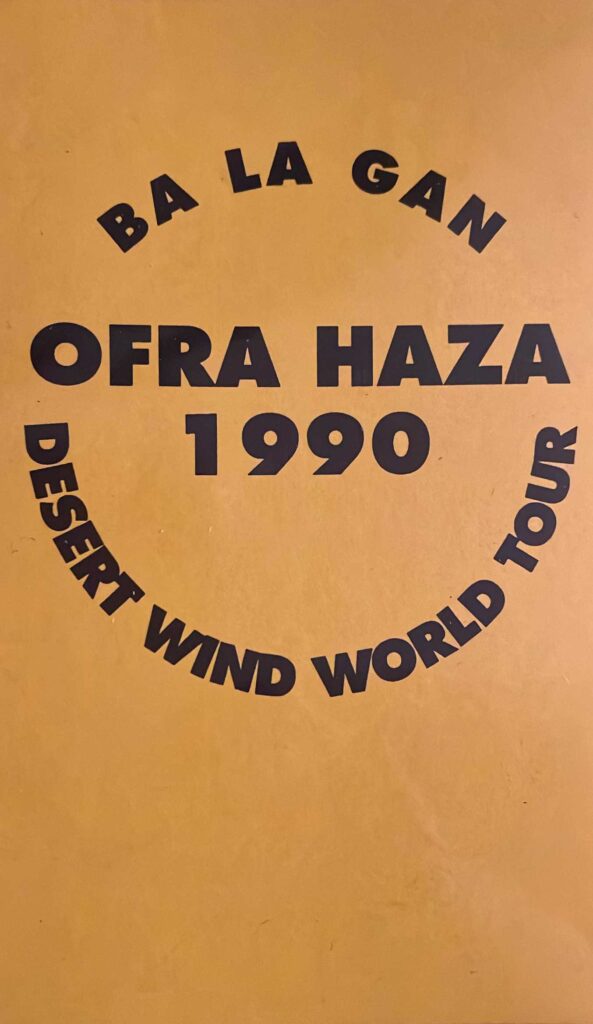 BA LA GAN
OFRA HAZA
1990
DESERT WIND WORLD TOUR